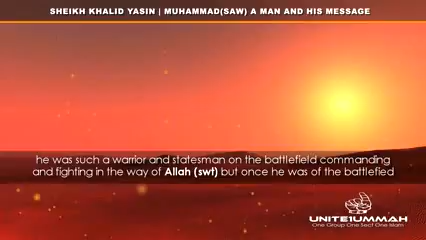 SHEIKH KHALID YASIN | MUHAMMAD(SAW) A MAN AND HIS MESSAGE
he was such a warrior and statesman on the battlefield commanding
and fighting in the way of Allah (swt) but once he was of the battlefied
UNITE1UMMAH
One Group One Sect One Islam